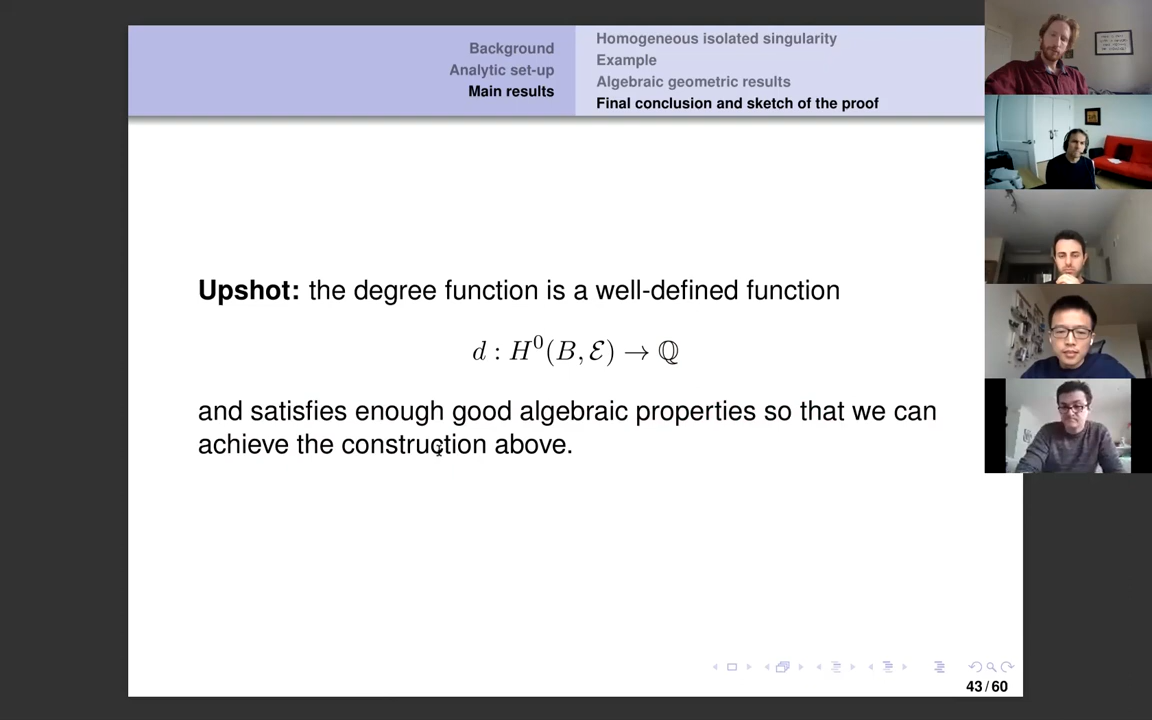 Background
Analytic set-up
Main results
Homogeneous isolated singularity
Example
Algebraic geometric results
Final conclusion and sketch of the proof
Upshot: the degree function is a well-defined function
d : H⁰(B, ℰ) → ℚ
and satisfies enough good algebraic properties so that we can
achieve the construction above.
43/60